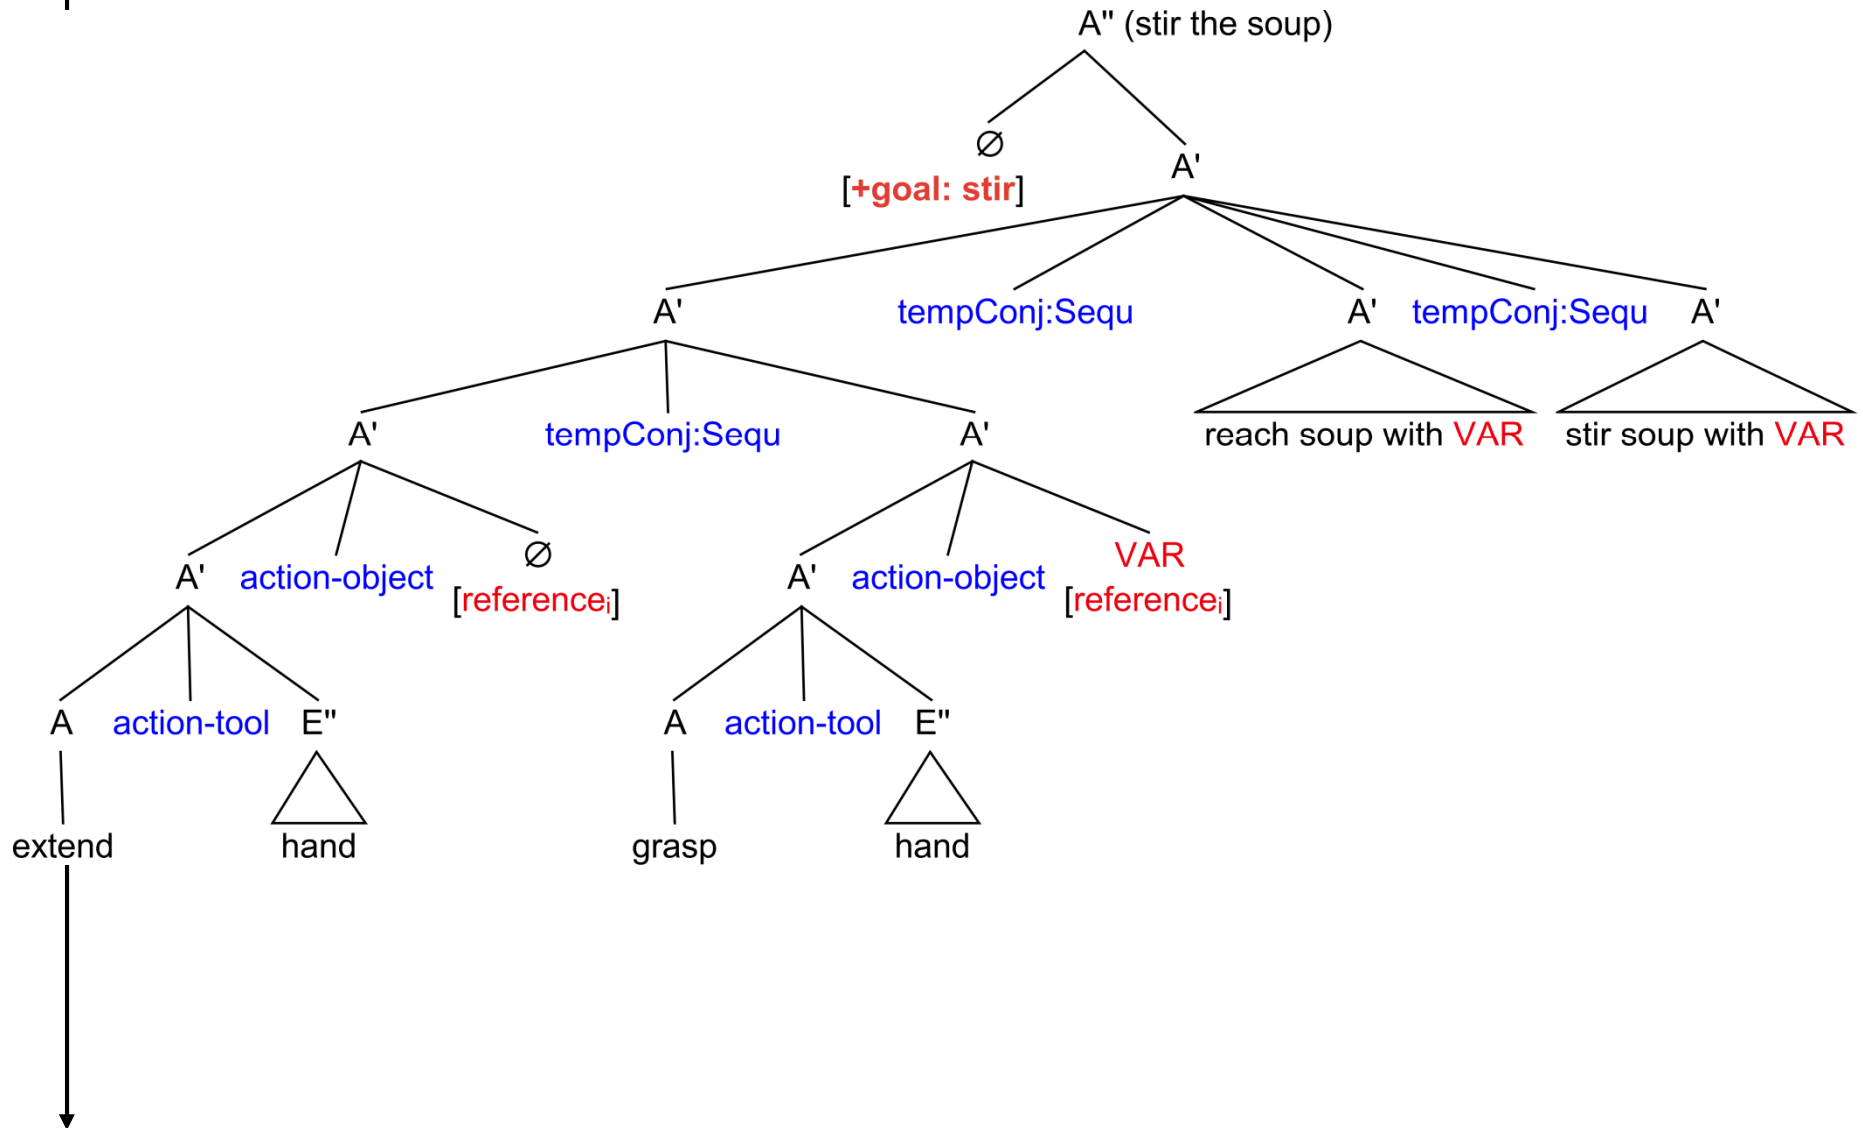 A" (stir the soup)
∅
A'
[+goal: stir]
A' tempConj:Sequ A' tempConj:Sequ A'
A' tempConj:Sequ A' reach soup with VAR stir soup with VAR
∅ VAR
A' action-object A' action-object
[referencei] [referencei]
A action-tool E" A action-tool E"
extend hand grasp hand